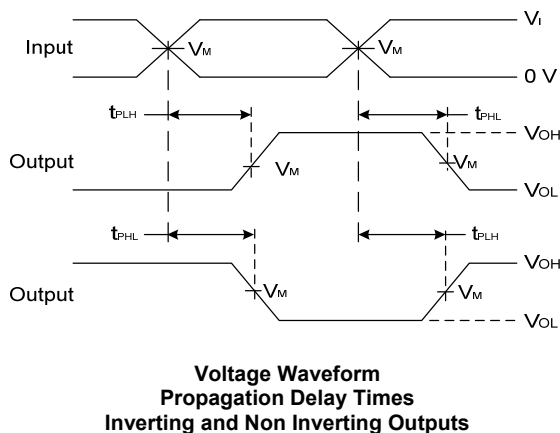 VI
Input
VM
VM
0 V
tPLH
tPHL
VOH
Output
VM
VM
VOL
tPHL
tPLH
VOH
Output
VM
VM
VOL
Voltage Waveform
Propagation Delay Times
Inverting and Non Inverting Outputs